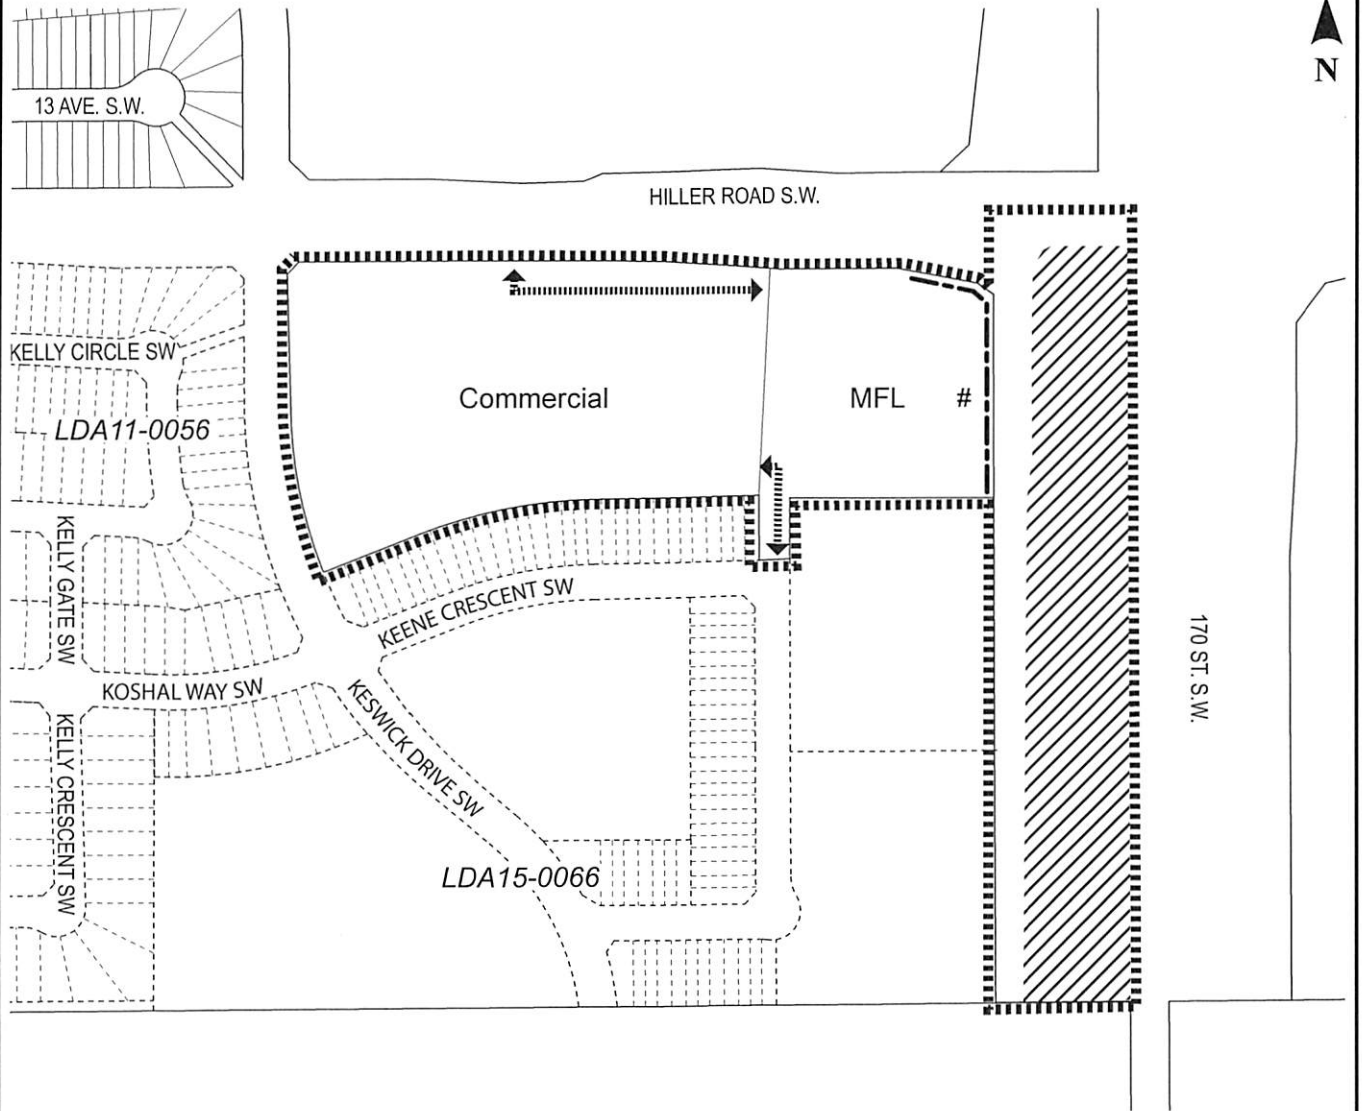 N
13 AVE. S.W.
HILLER ROAD S.W.
KELLY CIRCLE SW
Commercial
MFL #
LDA11-0056
KELLY GATE SW
KEENE CRESCENT SW
KOSHAL WAY SW
KESWICK DRIVE SW
170 ST. S.W.
KELLY CRESCENT SW
LDA15-0066